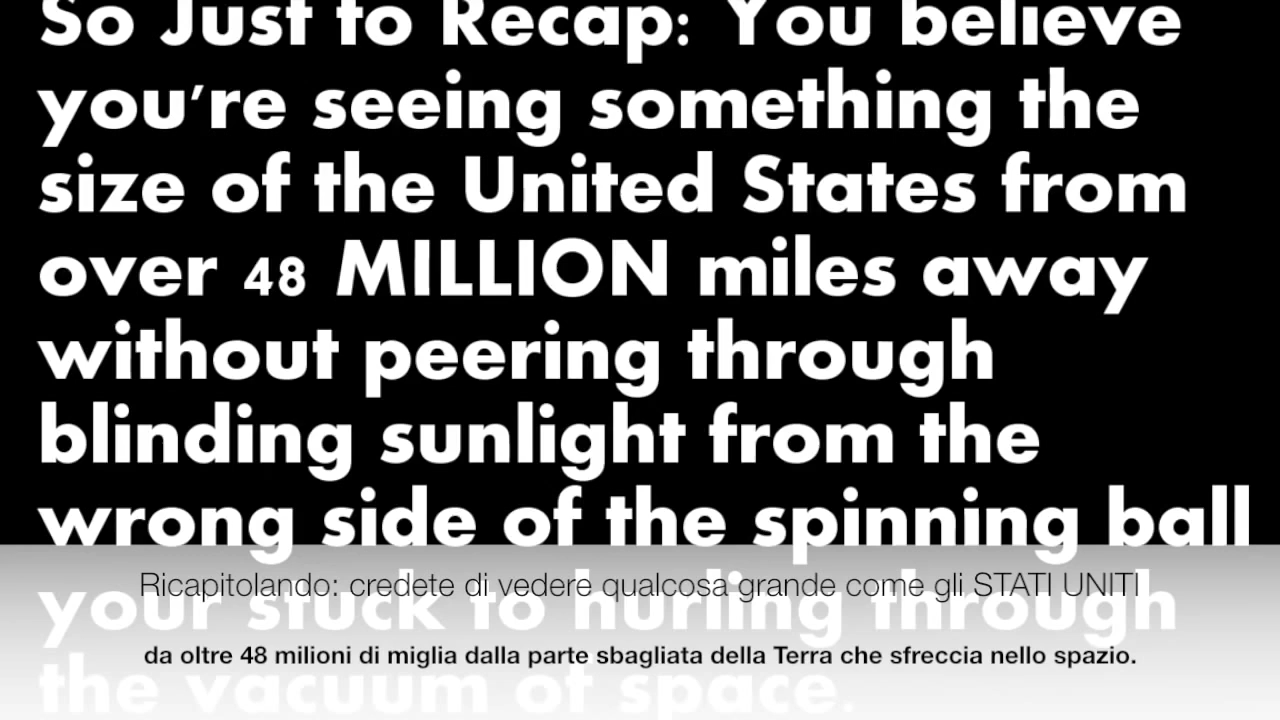 So Just to Recap: You believe
you're seeing something the
size of the United States from
over 48 MILLION miles away
without peering through
blinding sunlight from the
wrong side of the spinning ball
your stuck to hurling through
the vacuum of space.
Ricapitolando: credete di vedere qualcosa grande come gli STATI UNITI
da oltre 48 milioni di miglia dalla parte sbagliata della Terra che sfreccia nello spazio.